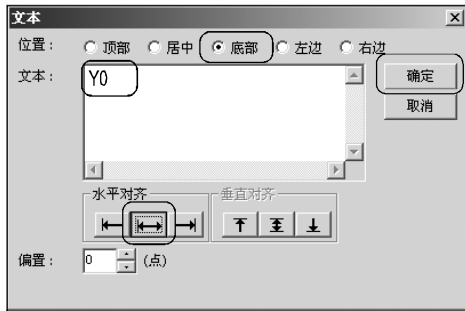 文本
位置： 顶部 居中 底部 左边 右边
文本： Y0
确定
取消
水平对齐 垂直对齐
偏置： 0 (点)